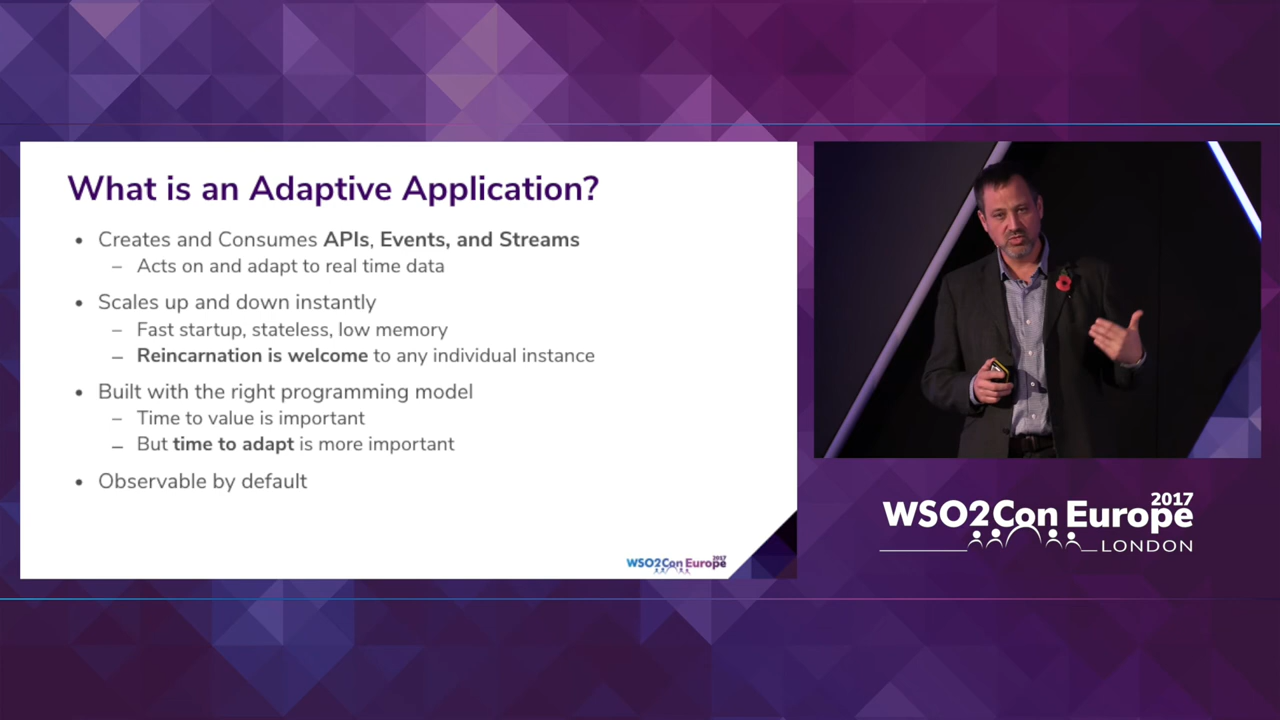 What is an Adaptive Application?
• Creates and Consumes APIs, Events, and Streams
– Acts on and adapt to real time data
• Scales up and down instantly
– Fast startup, stateless, low memory
– Reincarnation is welcome to any individual instance
• Built with the right programming model
– Time to value is important
– But time to adapt is more important
• Observable by default
WSO2Con Europe 2017
2017
WSO2Con Europe
LONDON